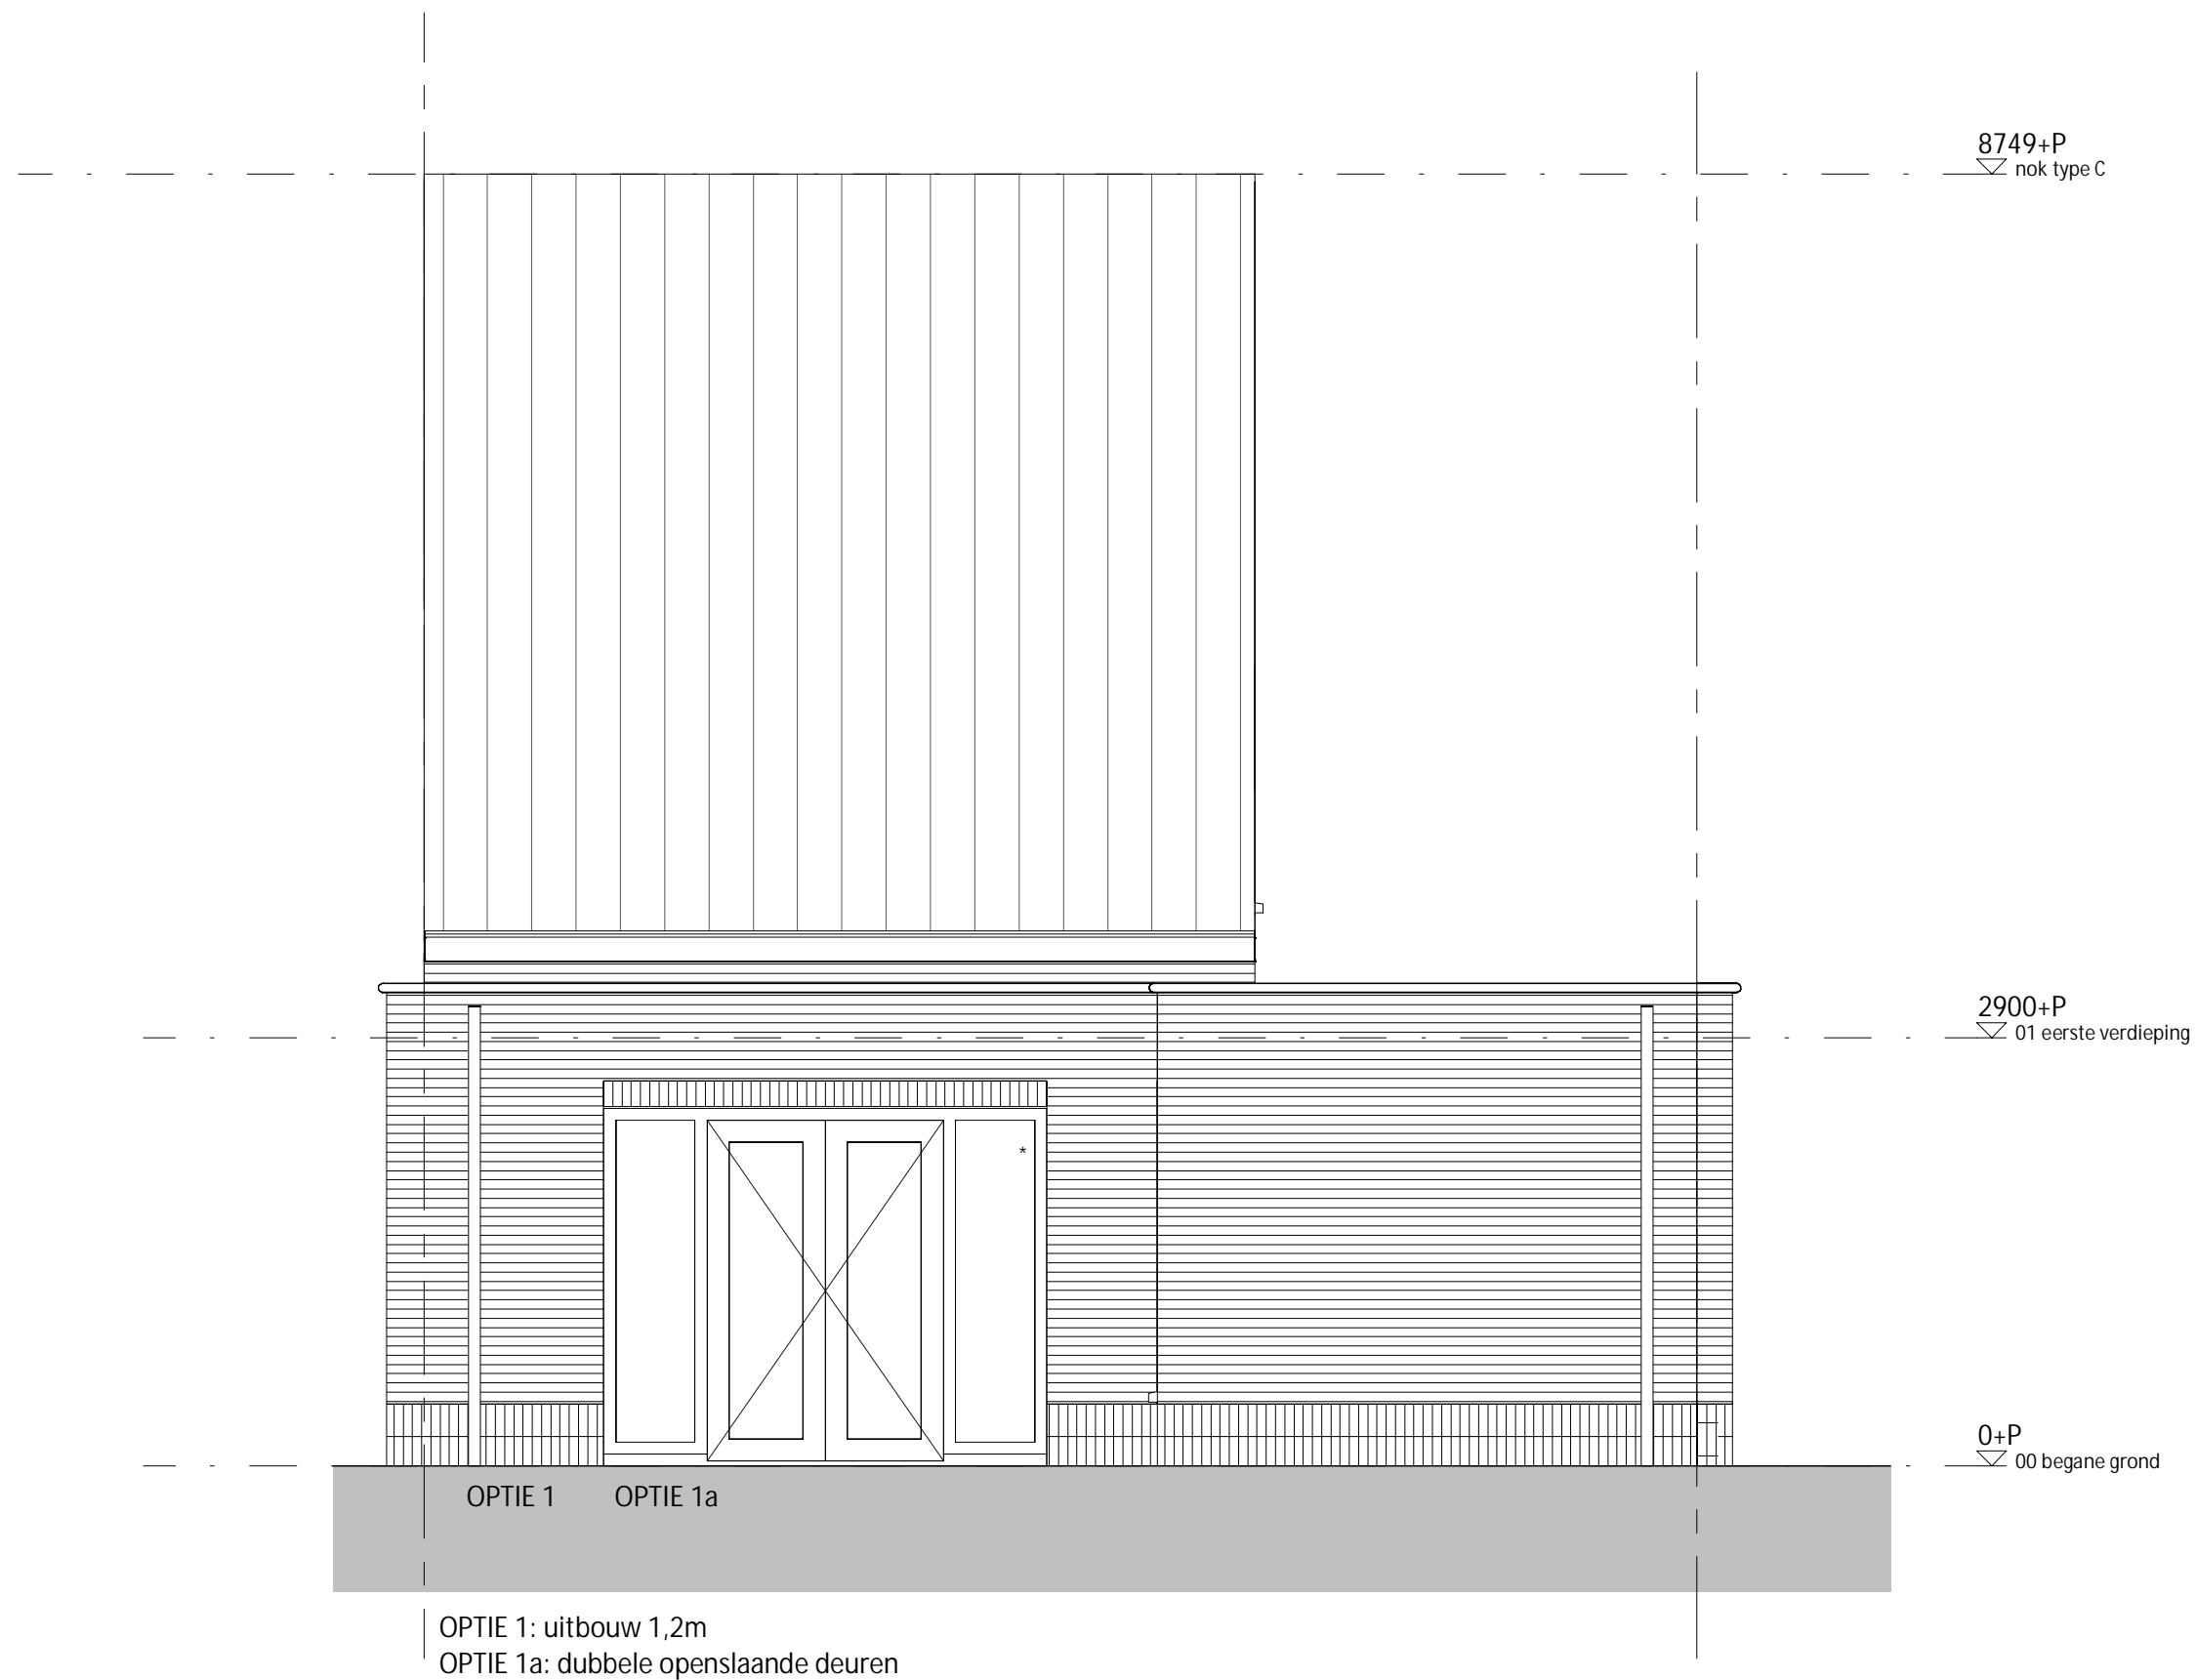 8749+P
nok type C
2900+P
01 eerste verdieping
*
0+P
00 begane grond
OPTIE 1 OPTIE 1a
OPTIE 1: uitbouw 1,2m
OPTIE 1a: dubbele openslaande deuren